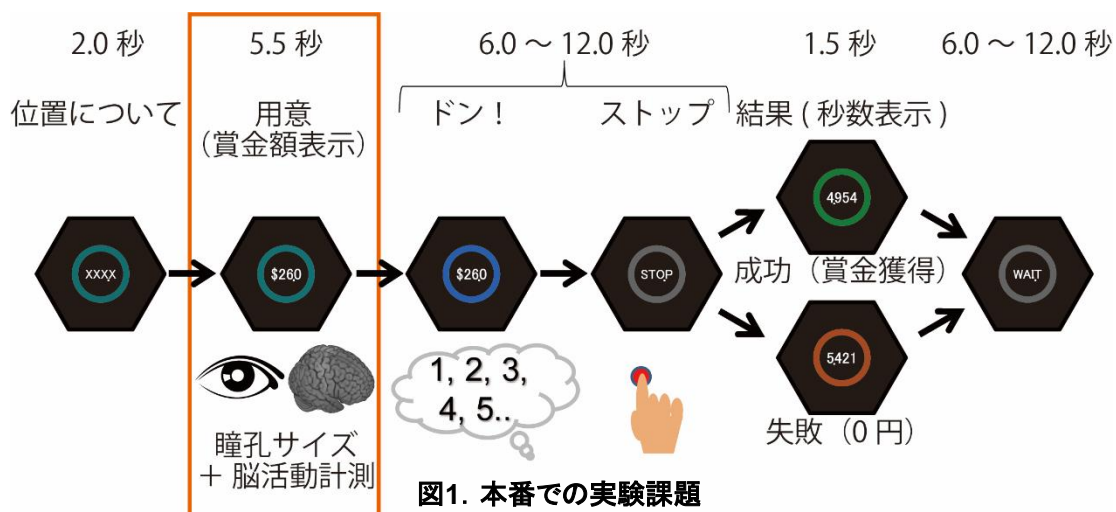 2.0 秒
5.5 秒
6.0 ～ 12.0 秒
1.5 秒
6.0 ～ 12.0 秒
位置について
用意
（賞金額表示）
ドン！
ストップ
結果 ( 秒数表示 )
XXXX
$260
$260
STOP
4954
成功（賞金獲得）
WAIT
5421
失敗（0 円）
1, 2, 3,
4, 5..
瞳孔サイズ
＋ 脳活動計測
図1. 本番での実験課題